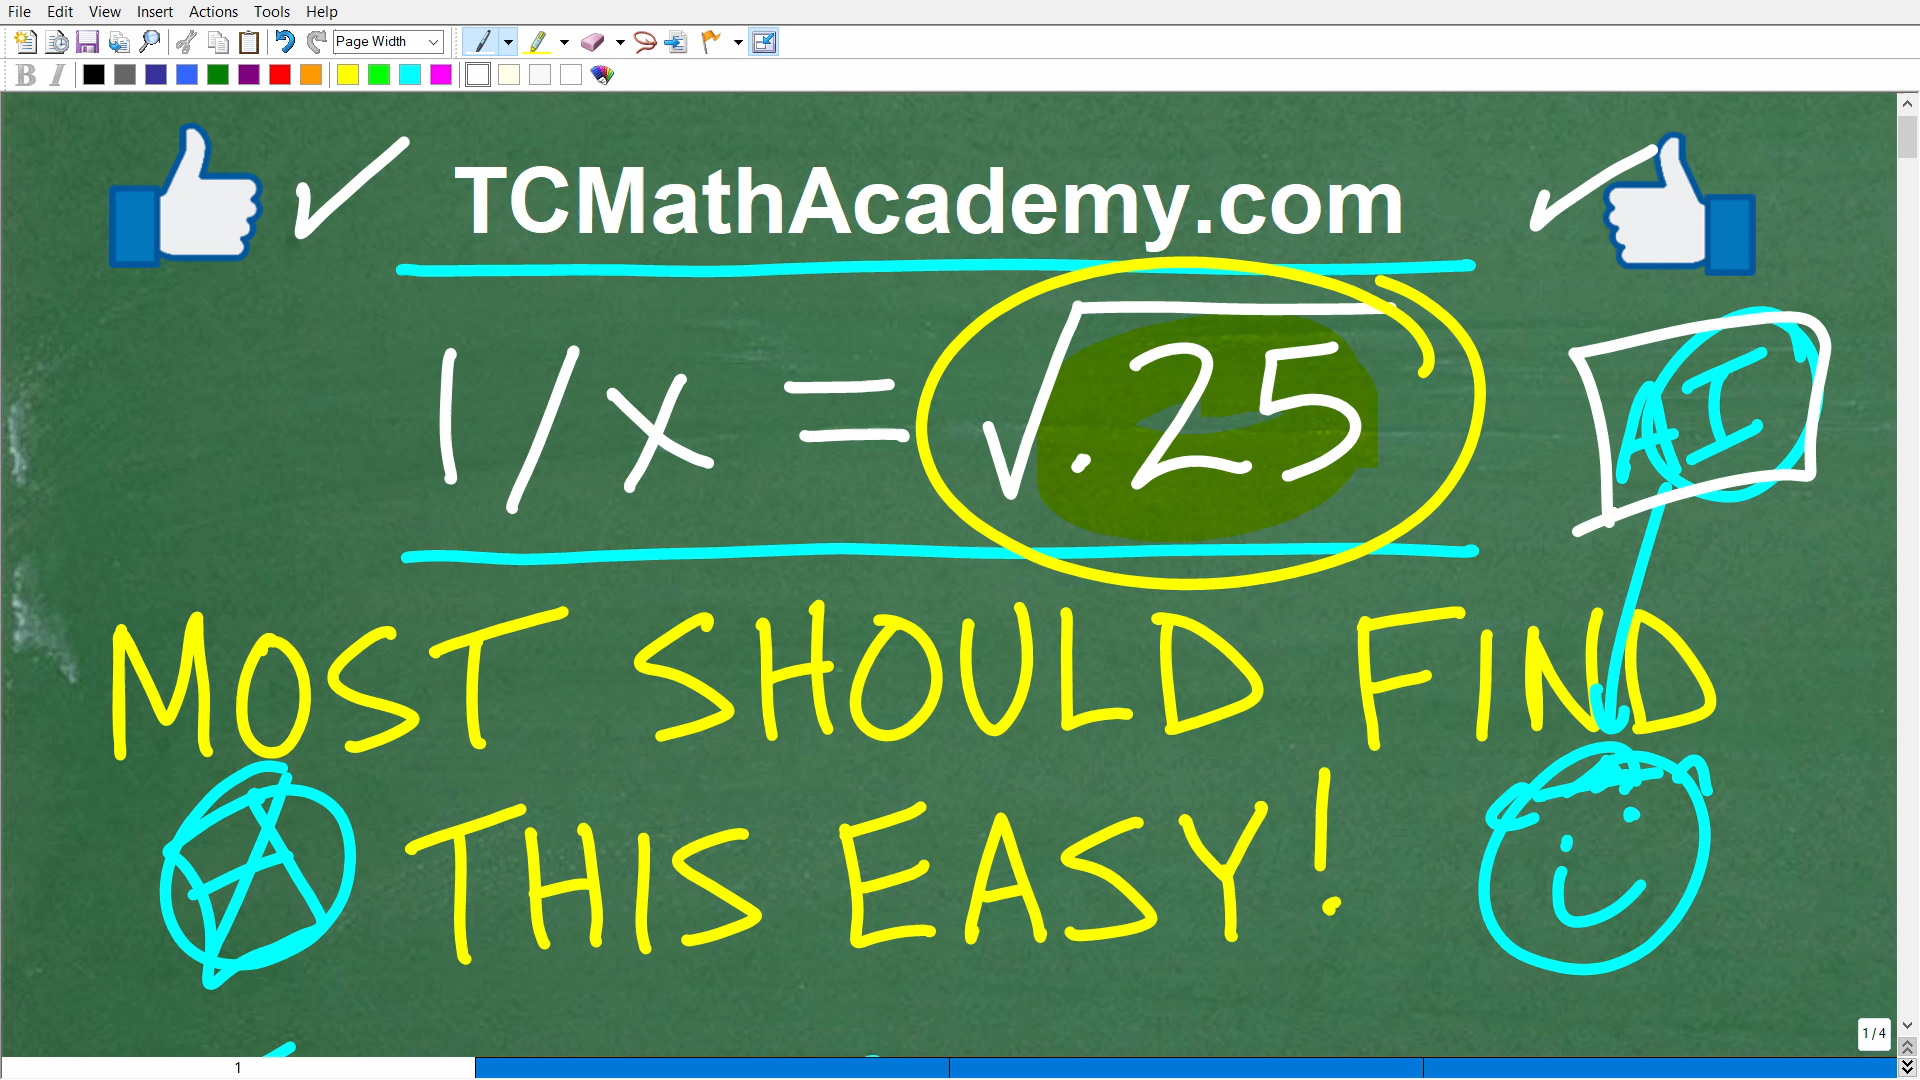 File Edit View Insert Actions Tools Help
Page Width
B I
TCMathAcademy.com
1/x = √.25
AI
MOST SHOULD FIND
A THIS EASY!
1/4
1